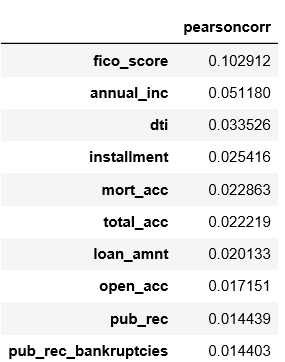 pearsoncorr
fico_score 0.102912
annual_inc 0.051180
dti 0.033526
installment 0.025416
mort_acc 0.022863
total_acc 0.022219
loan_amnt 0.020133
open_acc 0.017151
pub_rec 0.014439
pub_rec_bankruptcies 0.014403